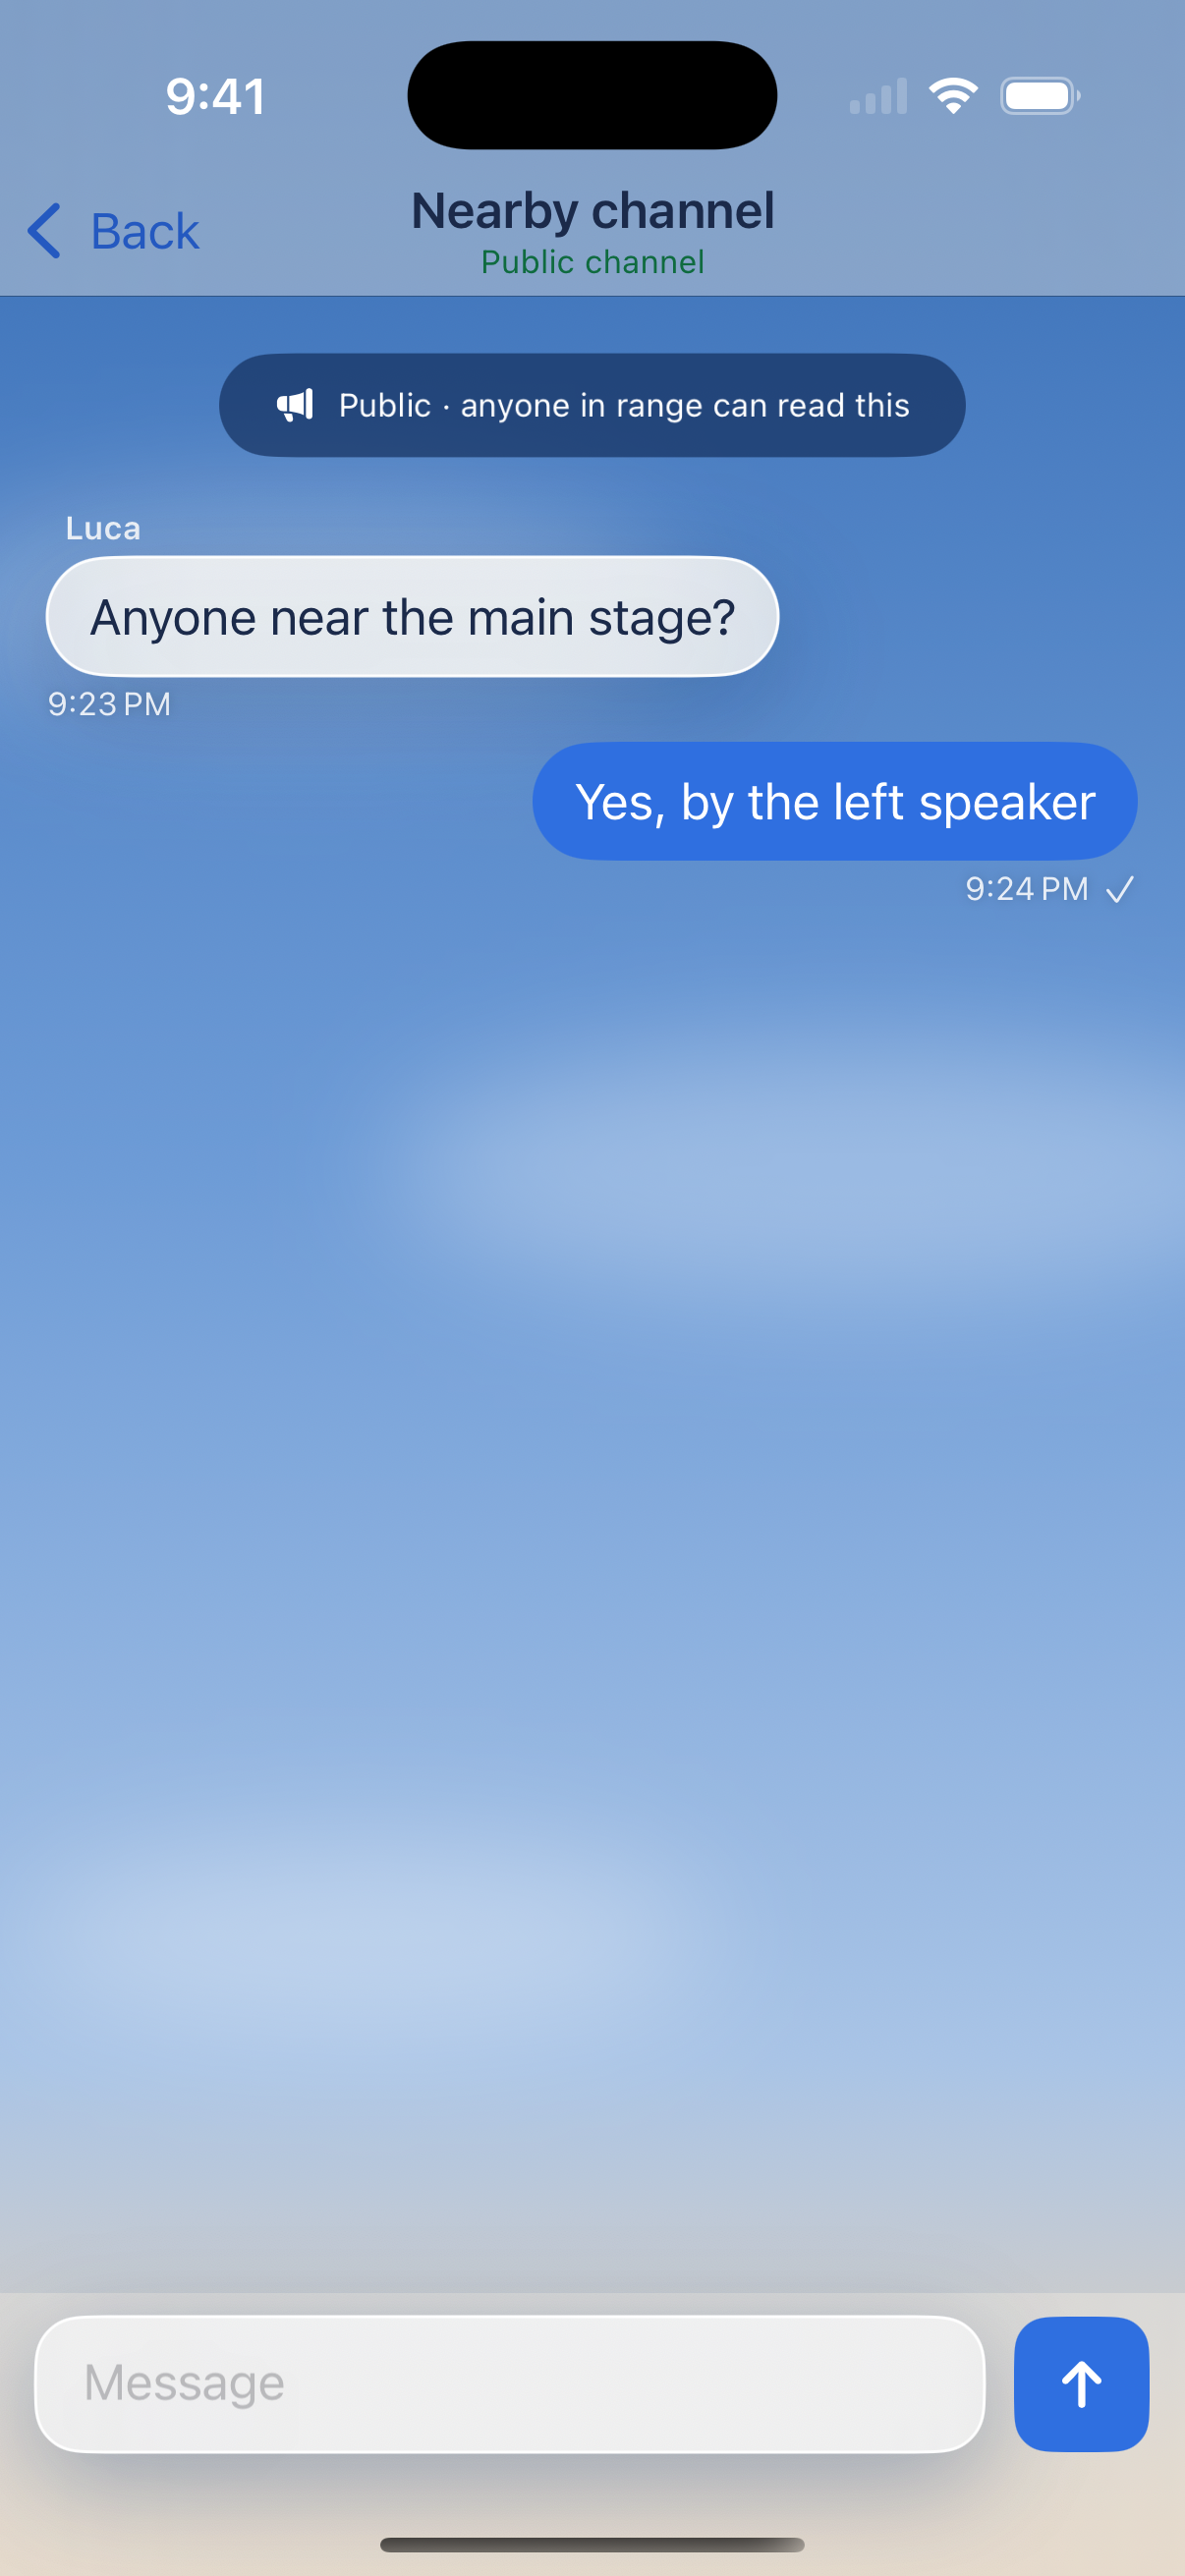 9:41
Back
Nearby channel
Public channel
Public · anyone in range can read this
Luca
Anyone near the main stage?
9:23 PM
Yes, by the left speaker
9:24 PM
Message